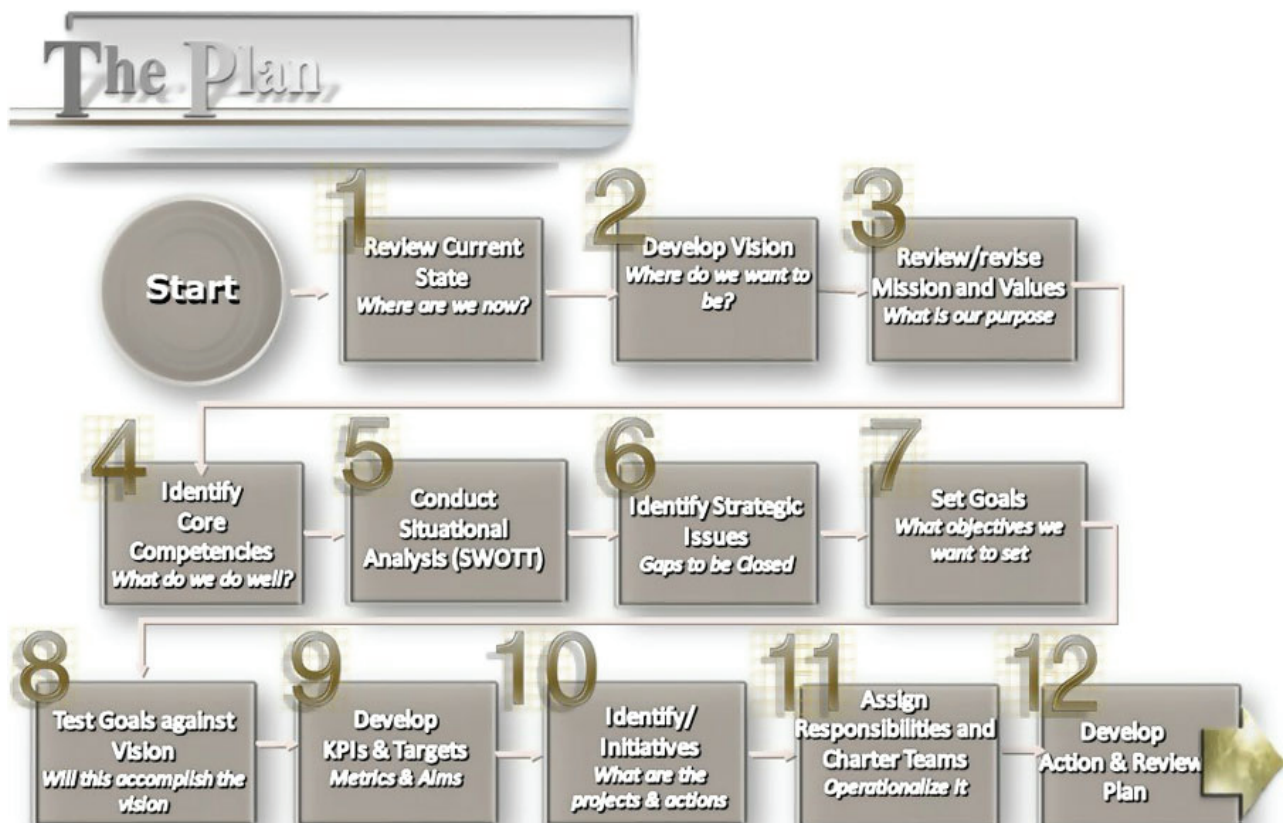 The Plan
Start
1
Review Current
State
Where are we now?
2
Develop Vision
Where do we want to
be?
3
Review/revise
Mission and Values
What is our purpose
4
Identify
Core
Competencies
What do we do well?
5
Conduct
Situational
Analysis (SWOTT)
6
Identify Strategic
Issues
Gaps to be Closed
7
Set Goals
What objectives we
want to set
8
Test Goals against
Vision
Will this accomplish the
vision
9
Develop
KPIs & Targets
Metrics & Aims
10
Identify/
Initiatives
What are the
projects & actions
11
Assign
Responsibilities and
Charter Teams
Operationalize it
12
Develop
Action & Review
Plan